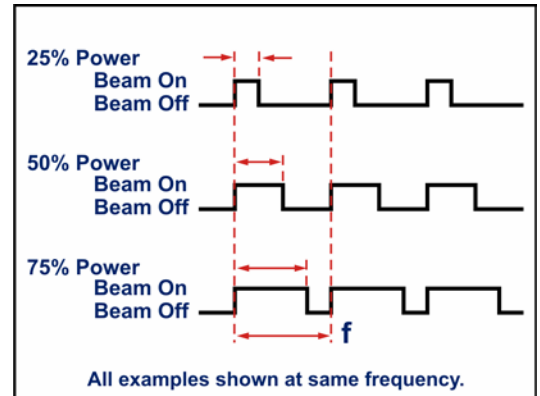 25% Power
Beam On
Beam Off
50% Power
Beam On
Beam Off
75% Power
Beam On
Beam Off
f
All examples shown at same frequency.